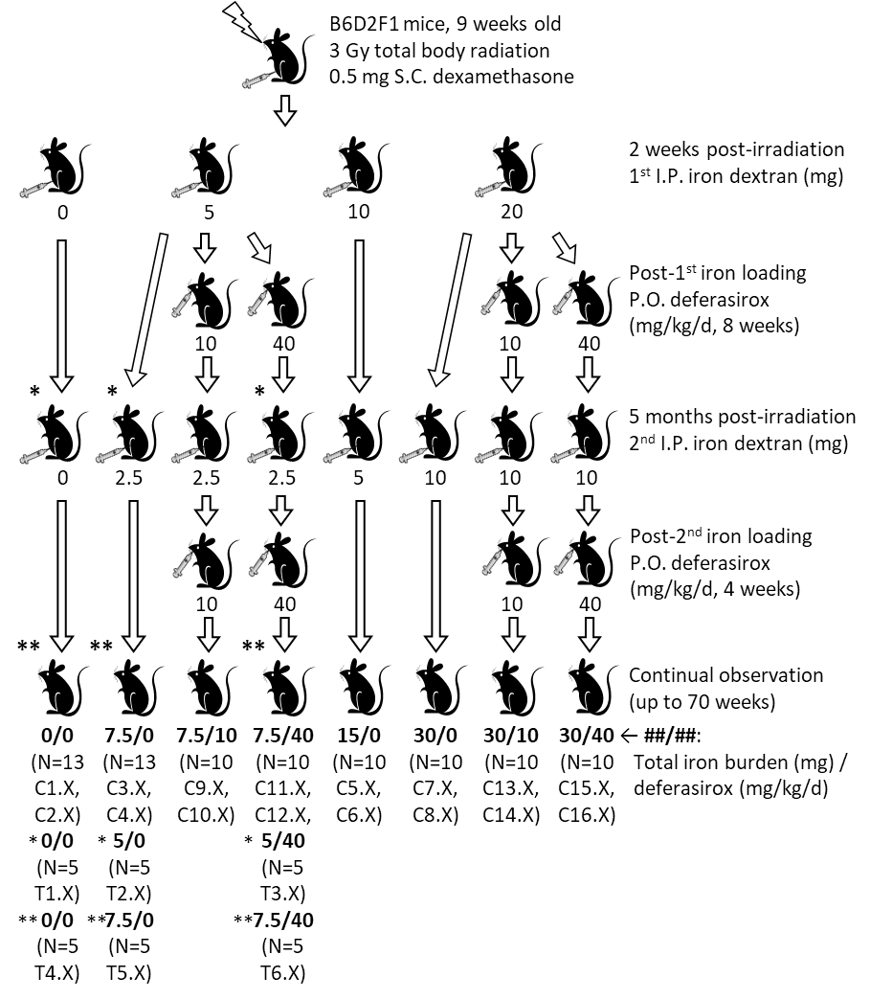 B6D2F1 mice, 9 weeks old
3 Gy total body radiation
0.5 mg S.C. dexamethasone
2 weeks post-irradiation
1st I.P. iron dextran (mg)
0 5 10 20
Post-1st iron loading
P.O. deferasirox
(mg/kg/d, 8 weeks)
10 40 10 40
* * *
5 months post-irradiation
2nd I.P. iron dextran (mg)
0 2.5 2.5 2.5 5 10 10 10
Post-2nd iron loading
P.O. deferasirox
(mg/kg/d, 4 weeks)
10 40 10 40
** ** **
Continual observation
(up to 70 weeks)
0/0 7.5/0 7.5/10 7.5/40 15/0 30/0 30/10 30/40 ← ##/##:
(N=13 (N=13 (N=10 (N=10 (N=10 (N=10 (N=10 (N=10 Total iron burden (mg) /
C1.X, C3.X, C9.X, C11.X, C5.X, C7.X, C13.X, C15.X, deferasirox (mg/kg/d)
C2.X) C4.X) C10.X) C12.X, C6.X) C8.X) C14.X) C16.X)
* 0/0 * 5/0 * 5/40
(N=5 (N=5 (N=5
T1.X) T2.X) T3.X)
** 0/0 **7.5/0 **7.5/40
(N=5 (N=5 (N=5
T4.X) T5.X) T6.X)